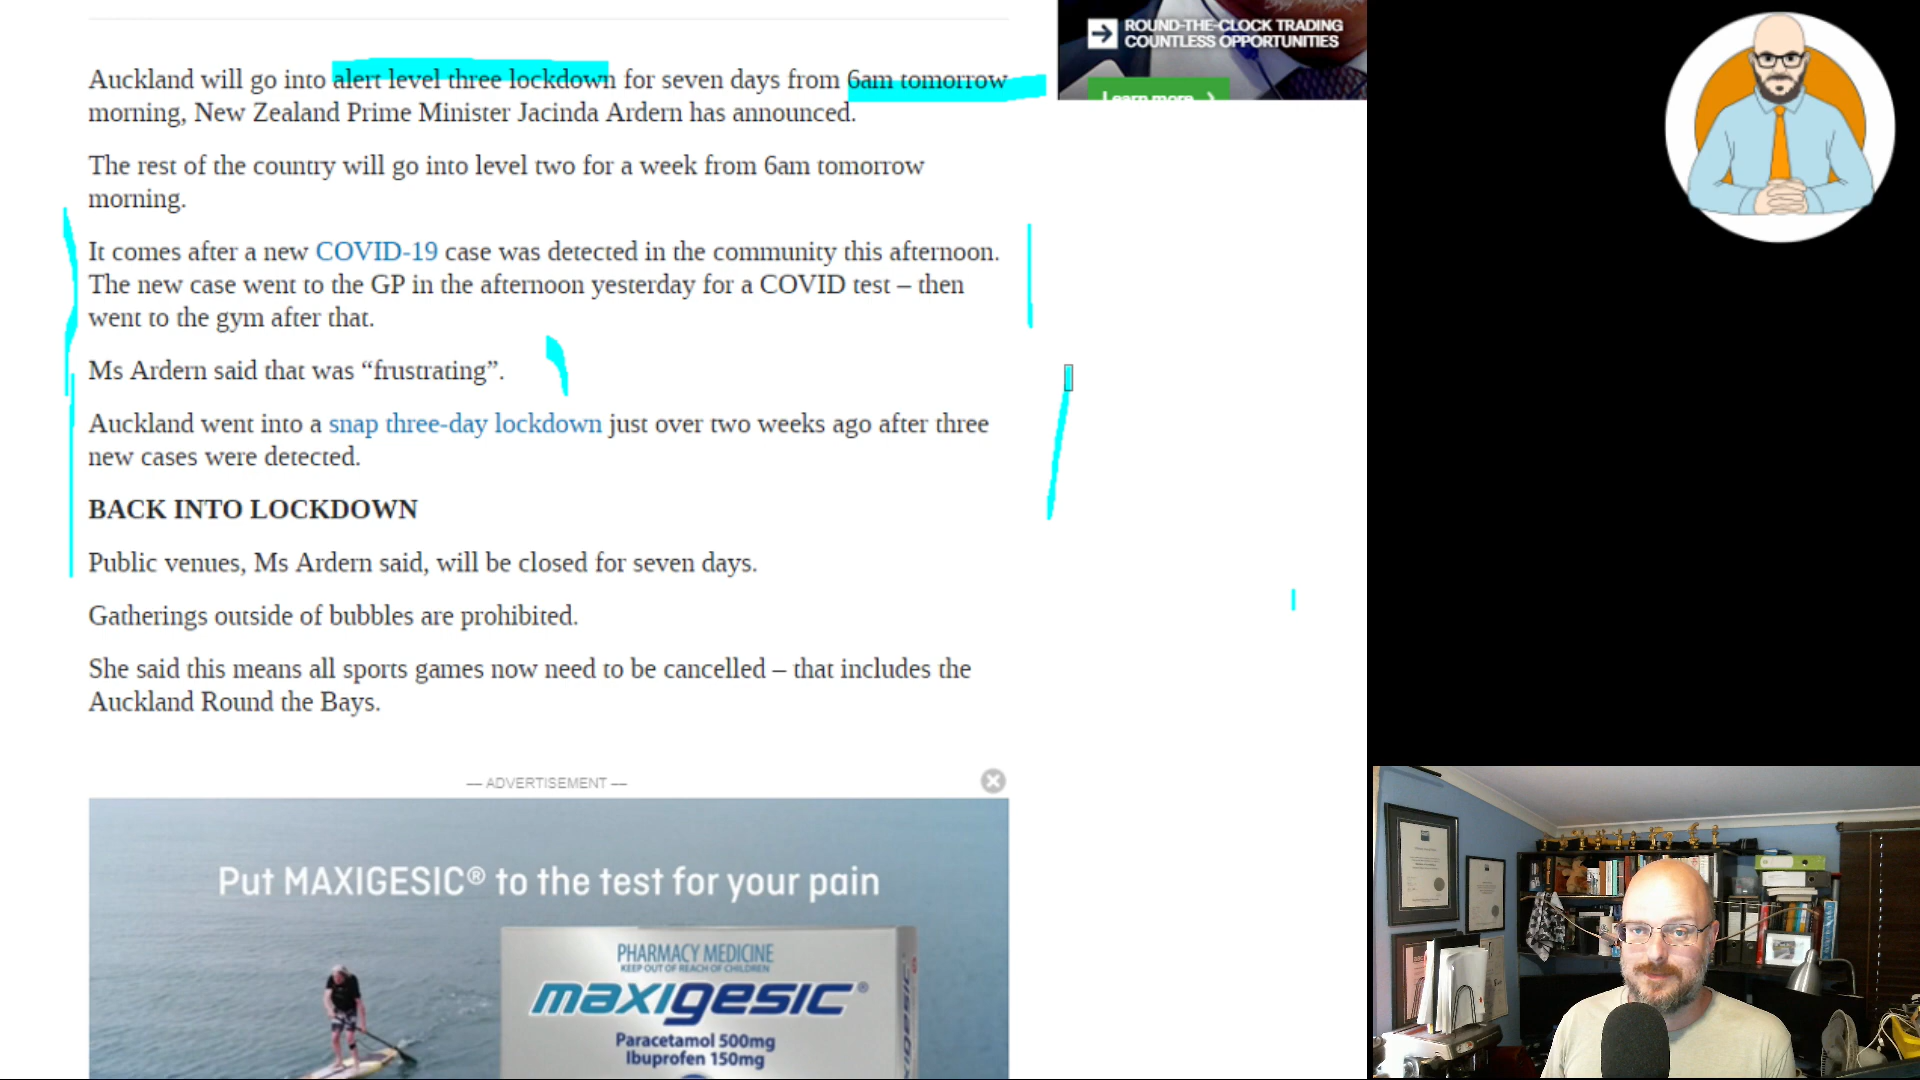 ROUND-THE-CLOCK TRADING
COUNTLESS OPPORTUNITIES
Learn more
Auckland will go into alert level three lockdown for seven days from 6am tomorrow
morning, New Zealand Prime Minister Jacinda Ardern has announced.
The rest of the country will go into level two for a week from 6am tomorrow
morning.
It comes after a new COVID-19 case was detected in the community this afternoon.
The new case went to the GP in the afternoon yesterday for a COVID test – then
went to the gym after that.
Ms Ardern said that was “frustrating”.
Auckland went into a snap three-day lockdown just over two weeks ago after three
new cases were detected.
BACK INTO LOCKDOWN
Public venues, Ms Ardern said, will be closed for seven days.
Gatherings outside of bubbles are prohibited.
She said this means all sports games now need to be cancelled – that includes the
Auckland Round the Bays.
— ADVERTISEMENT —
Put MAXIGESIC® to the test for your pain
PHARMACY MEDICINE
KEEP OUT OF REACH OF CHILDREN
maxigesic®
Paracetamol 500mg
Ibuprofen 150mg